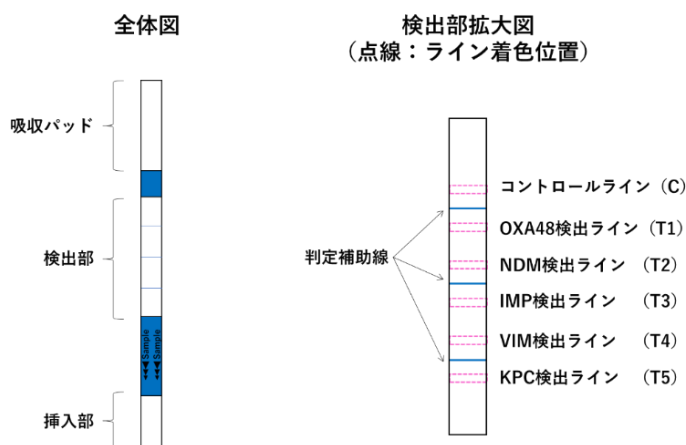 全体図
吸収パッド
検出部
Sample
Sample
挿入部
検出部拡大図
（点線：ライン着色位置）
コントロールライン（C）
OXA48検出ライン（T1）
NDM検出ライン（T2）
判定補助線
IMP検出ライン（T3）
VIM検出ライン（T4）
KPC検出ライン（T5）